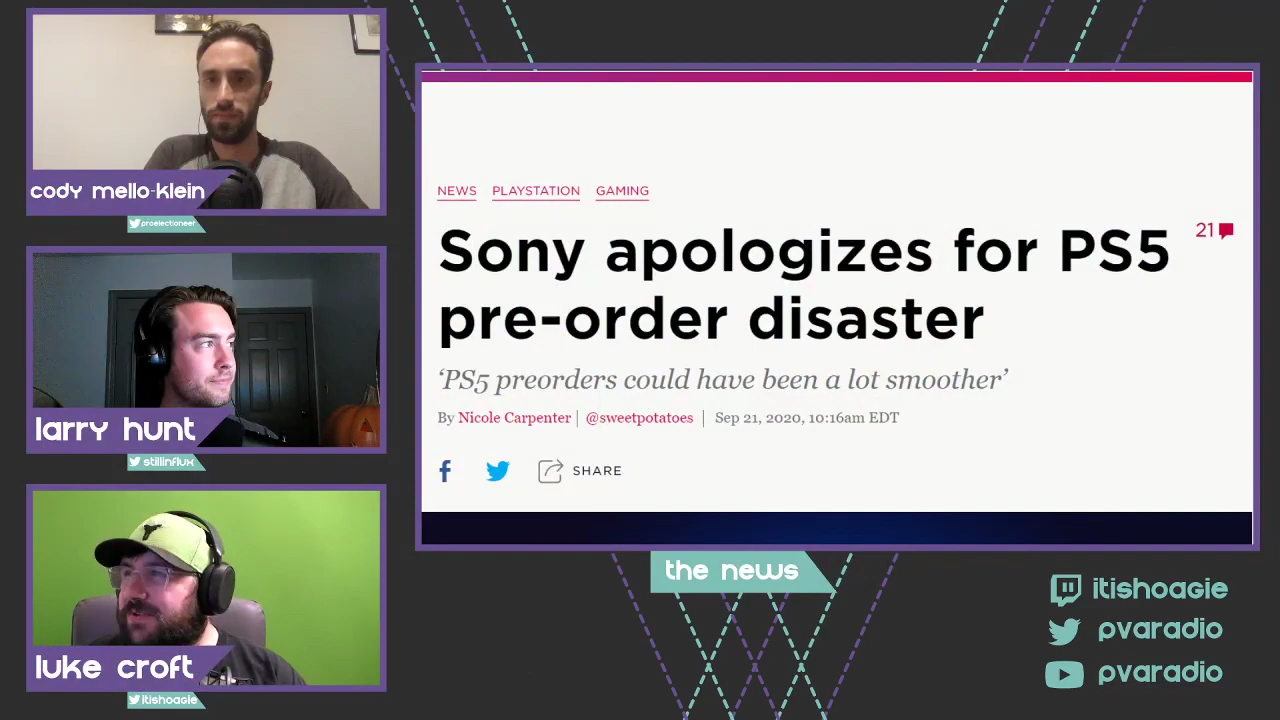 cody mello-klein
proelectioneer
larry hunt
stillinflux
luke croft
itishoagie
NEWS PLAYSTATION GAMING
Sony apologizes for PS5
pre-order disaster
21
‘PS5 preorders could have been a lot smoother’
By Nicole Carpenter | @sweetpotatoes | Sep 21, 2020, 10:16am EDT
SHARE
the news
itishoagie
pvaradio
pvaradio